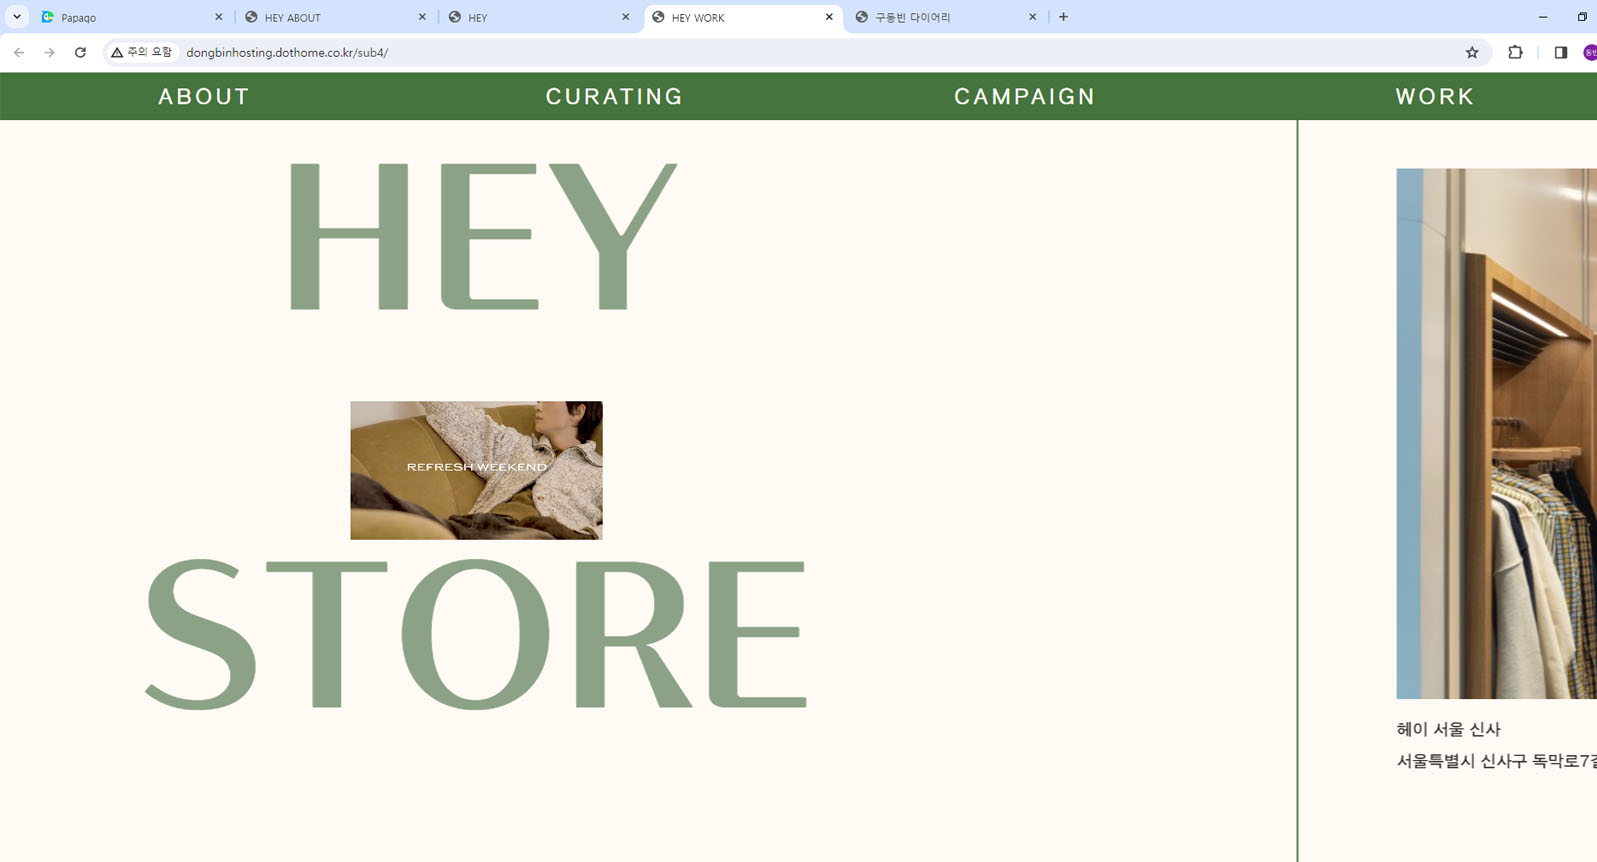 Papaqo
HEY ABOUT
HEY
HEY WORK
구동빈 다이어리
주의 요함
dongbinhosting.dothome.co.kr/sub4/
ABOUT
CURATING
CAMPAIGN
WORK
HEY
REFRESH WEEKEND
STORE
헤이 서울 신사
서울특별시 신사구 독막로7길